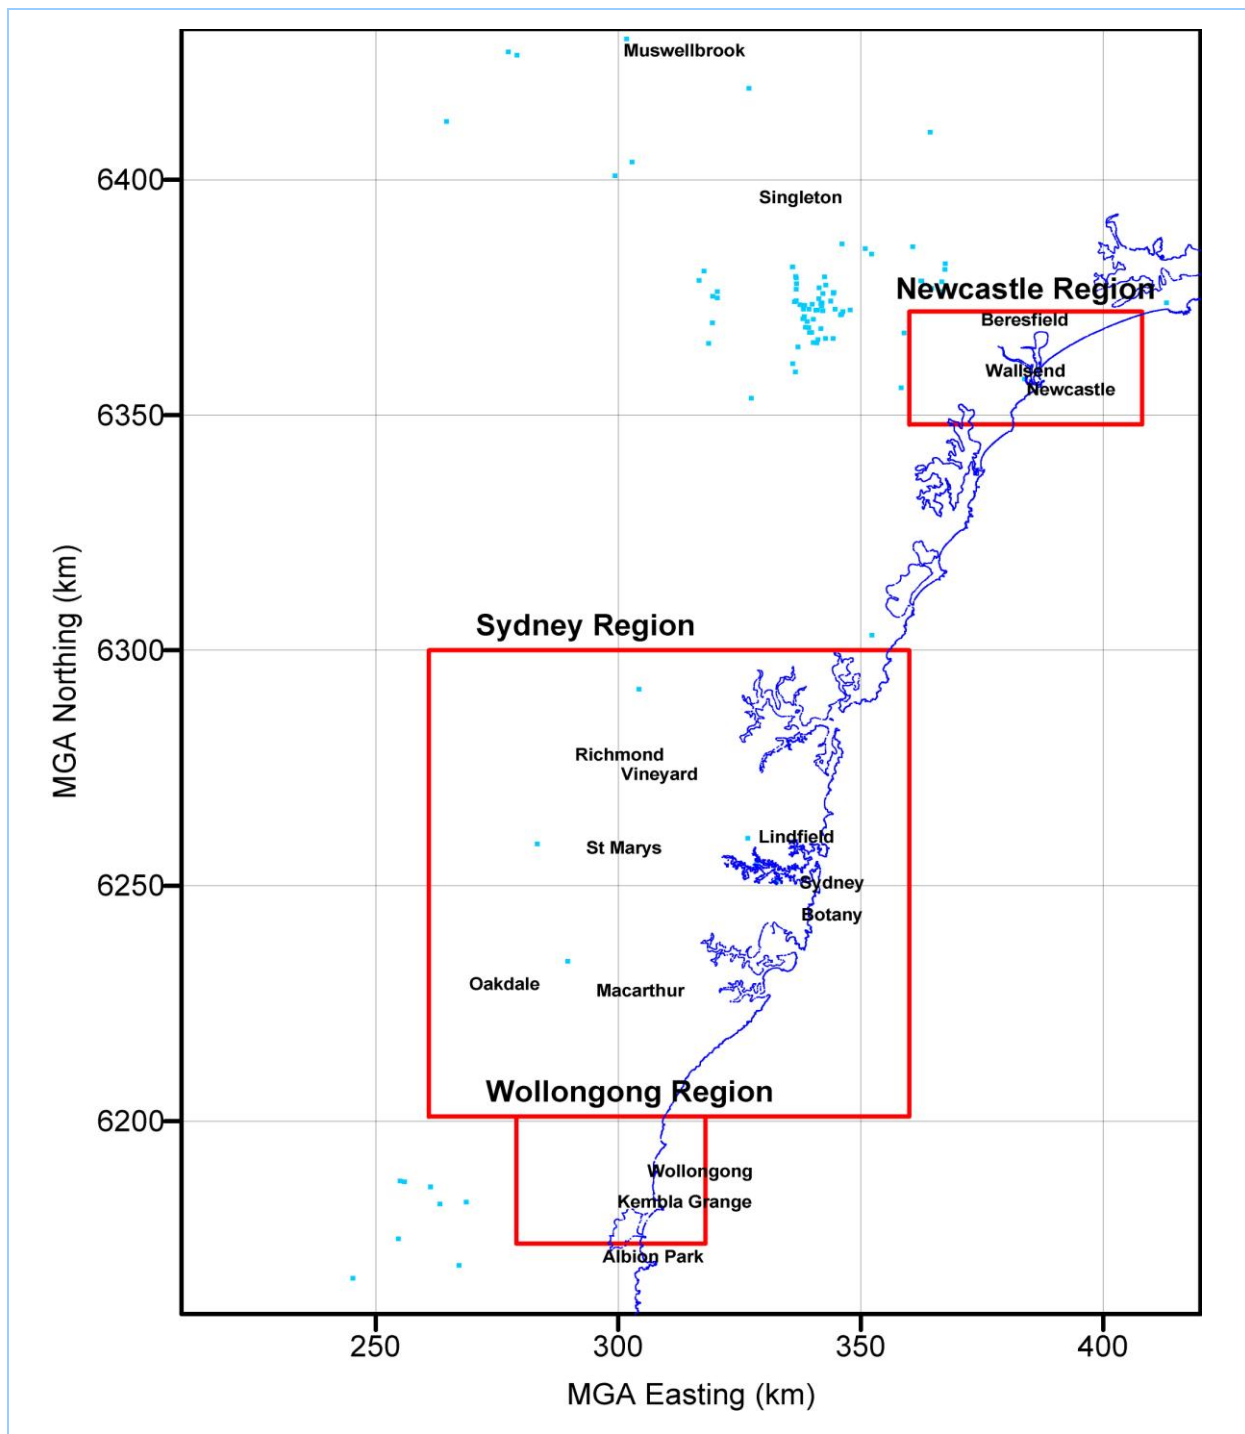 Muswellbrook
6400
Singleton
Newcastle Region
Beresfield
Wallsend
Newcastle
6350
Sydney Region
6300
Richmond
Vineyard
Lindfield
St Marys
6250
Sydney
Botany
Oakdale
Macarthur
Wollongong Region
6200
Wollongong
Kembla Grange
Albion Park
250 300 350 400
MGA Easting (km)
MGA Northing (km)